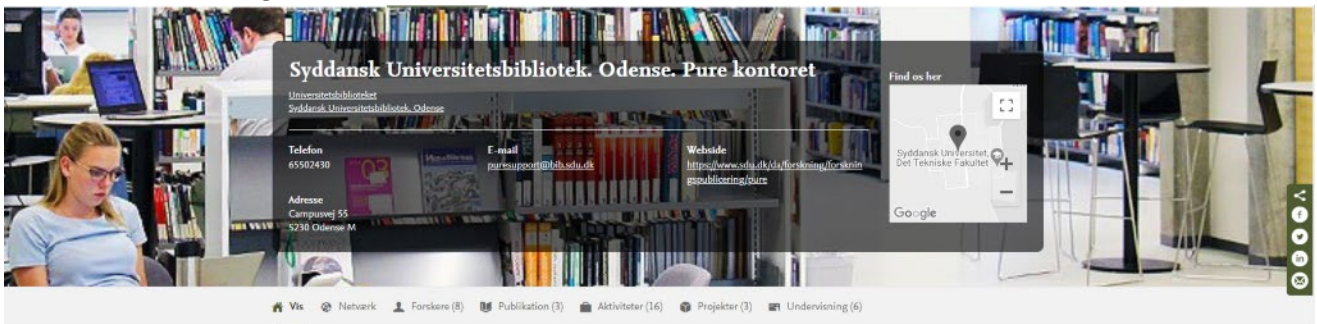 Syddansk Universitetsbibliotek. Odense. Pure kontoret
Universitetsbiblioteket
Syddansk Universitetsbibliotek. Odense
Telefon
65502430
E-mail
puresupport@bib.sdu.dk
Webside
https://www.sdu.dk/da/forskning/forsknin
gspublicering/pure
Adresse
Campusvej 55
5230 Odense M
Find os her
Syddansk Universitet,
Det Tekniske Fakultet
Google
Vis
Netværk
Forskere (8)
Publikation (3)
Aktiviteter (16)
Projekter (3)
Undervisning (6)